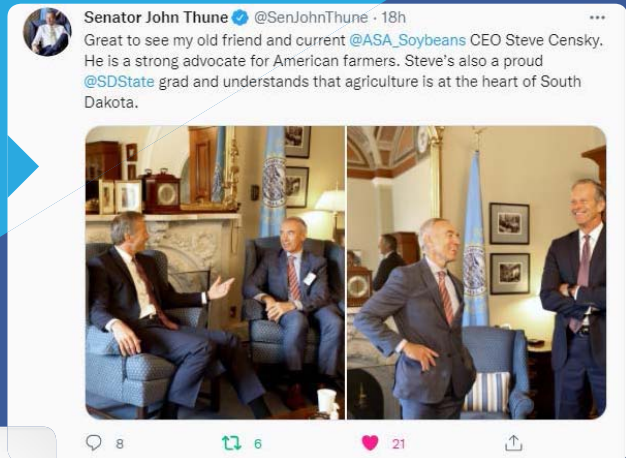 Senator John Thune @SenJohnThune · 18h
Great to see my old friend and current @ASA_Soybeans CEO Steve Censky.
He is a strong advocate for American farmers. Steve's also a proud
@SDState grad and understands that agriculture is at the heart of South
Dakota.
8 6 21